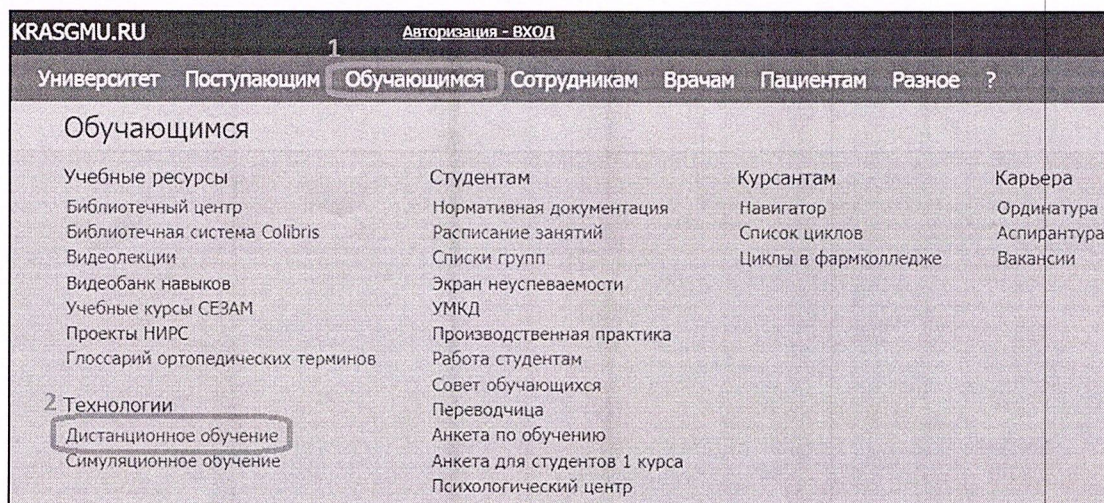 KRASGMU.RU
Авторизация - ВХОД
1
Университет Поступающим Обучающимся Сотрудникам Врачам Пациентам Разное ?
Обучающимся
Учебные ресурсы
Библиотечный центр
Библиотечная система Colibris
Видеолекции
Видеобанк навыков
Учебные курсы СЕЗАМ
Проекты НИРС
Глоссарий ортопедических терминов
2 Технологии
Дистанционное обучение
Симуляционное обучение
Студентам
Нормативная документация
Расписание занятий
Списки групп
Экран неуспеваемости
УМКД
Производственная практика
Работа студентам
Совет обучающихся
Переводчица
Анкета по обучению
Анкета для студентов 1 курса
Психологический центр
Курсантам
Навигатор
Список циклов
Циклы в фармколледже
Карьера
Ординатура
Аспирантура
Вакансии